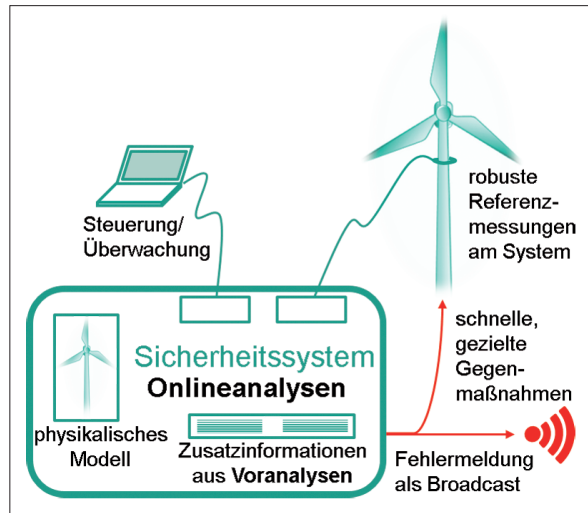 robuste
Referenz-
messungen
am System
Steuerung/
Überwachung
Sicherheitssystem
Onlineanalysen
physikalisches
Modell
Zusatzinformationen
aus Voranalysen
schnelle,
gezielte
Gegen-
maßnahmen
Fehlermeldung
als Broadcast